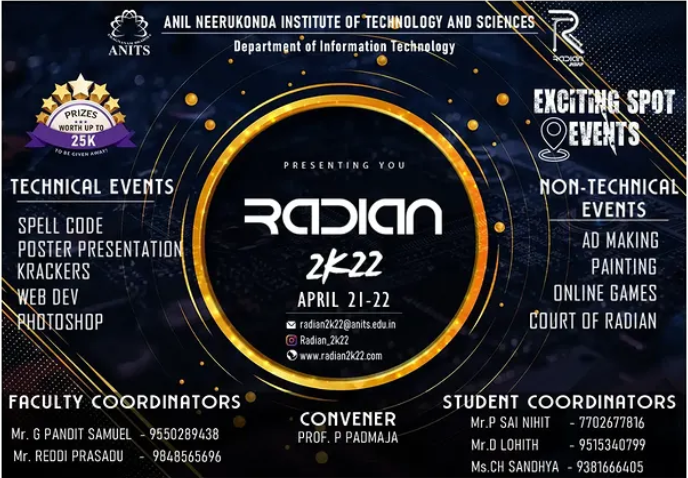 ANIL NEERUKONDA INSTITUTE OF TECHNOLOGY AND SCIENCES
Department of Information Technology
ANITS
RADIAN
PRIZES
WORTH UP TO
25K
TO BE GIVEN AWAY!
EXCITING SPOT
EVENTS
PRESENTING YOU
RADIAN
2K22
APRIL 21-22
radian2k22@anits.edu.in
Radian_2k22
www.radian2k22.com
TECHNICAL EVENTS
SPELL CODE
POSTER PRESENTATION
KRACKERS
WEB DEV
PHOTOSHOP
NON-TECHNICAL
EVENTS
AD MAKING
PAINTING
ONLINE GAMES
COURT OF RADIAN
FACULTY COORDINATORS
Mr. G PANDIT SAMUEL - 9550289438
Mr. REDDI PRASADU - 9848565696
CONVENER
PROF. P PADMAJA
STUDENT COORDINATORS
Mr.P SAI NIHIT - 7702677816
Mr.D LOHITH - 9515340799
Ms.CH SANDHYA - 9381666405